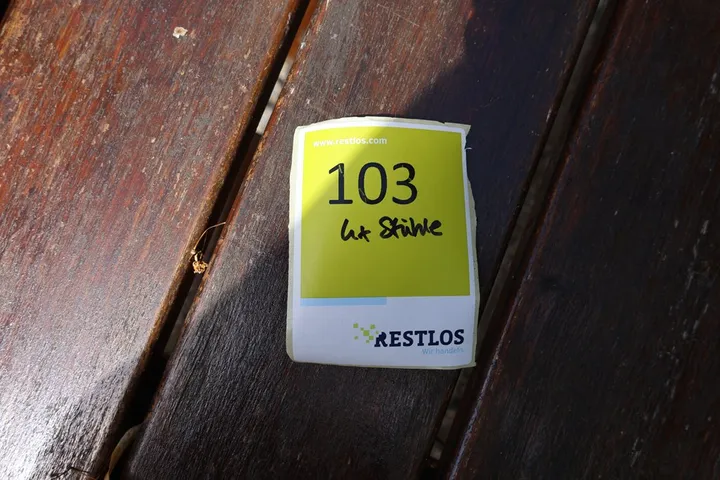 www.restlos.com
103
4x Stühle
RESTLOS
Wir handeln.